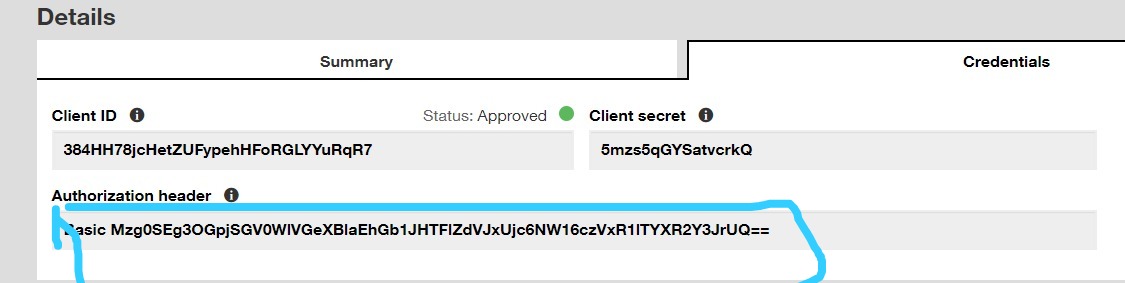 Details
Summary
Credentials
Client ID
Status: Approved
Client secret
384HH78jcHetZUFypehHFoRGLYYuRqR7
5mzs5qGYSatvcrkQ
Authorization header
Basic Mzg0SEg3OGpjSGV0WlVGeXBlaEhGb1JHTFlZdVJxUjc6NW16czVxR1lTYXR2Y3JrUQ==